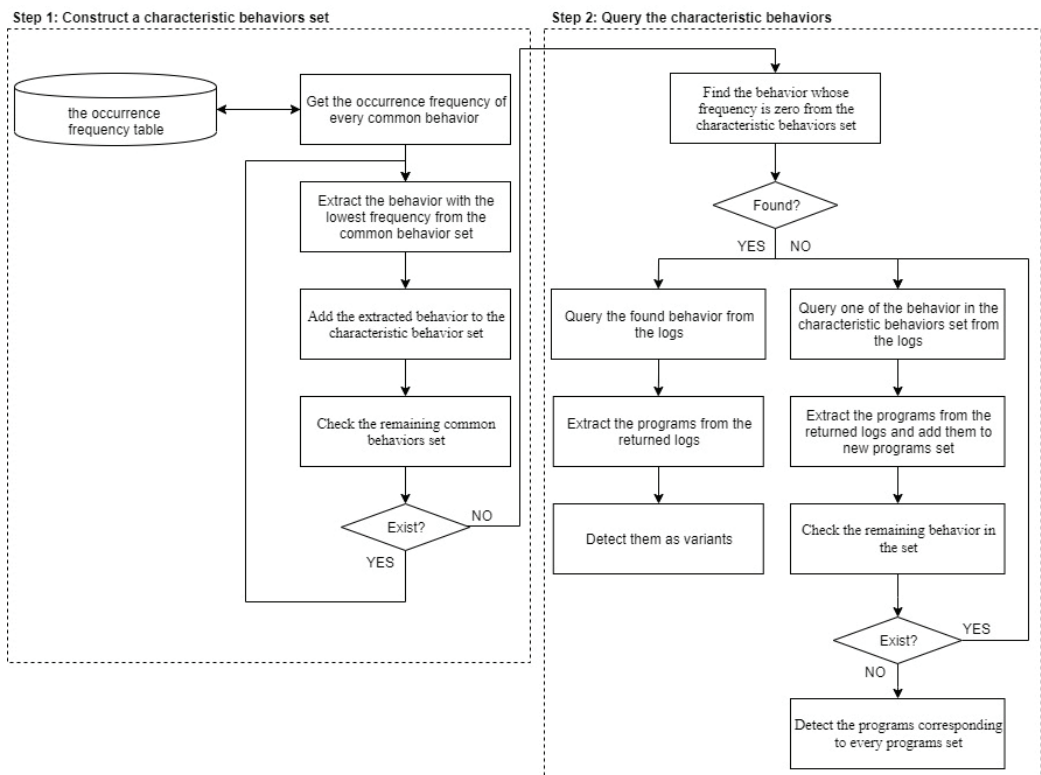 Step 1: Construct a characteristic behaviors set
the occurrence
frequency table
Get the occurrence frequency of
every common behavior
Extract the behavior with the
lowest frequency from the
common behavior set
Add the extracted behavior to the
characteristic behavior set
Check the remaining common
behaviors set
Exist?
NO
YES
Step 2: Query the characteristic behaviors
Find the behavior whose
frequency is zero from the
characteristic behaviors set
Found?
YES
NO
Query the found behavior from
the logs
Extract the programs from the
returned logs
Detect them as variants
Query one of the behavior in the
characteristic behaviors set from
the logs
Extract the programs from the
returned logs and add them to
new programs set
Check the remaining behavior in
the set
Exist?
YES
NO
Detect the programs corresponding
to every programs set